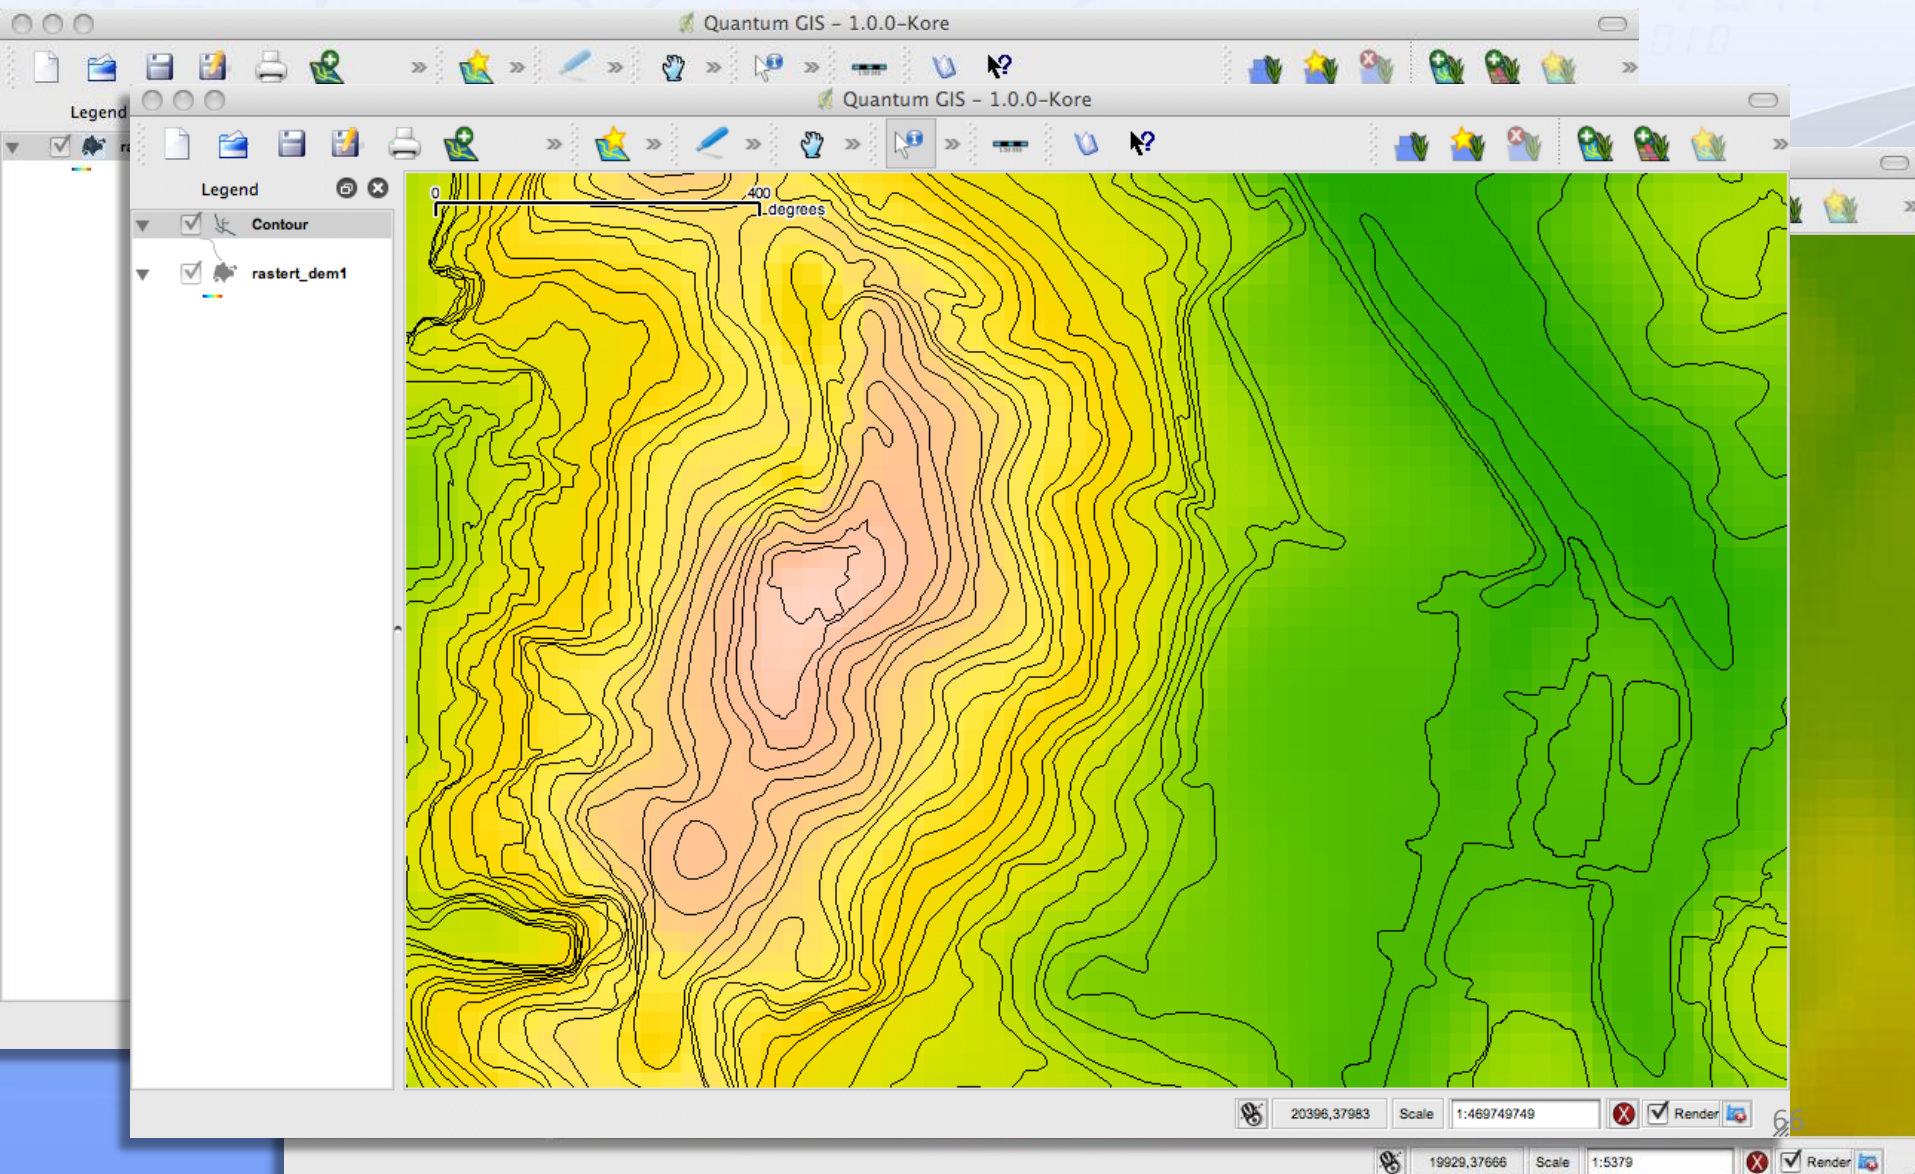 Quantum GIS - 1.0.0-Kore
Legend
Quantum GIS - 1.0.0-Kore
Legend
Contour
rastert_dem1
0 400
degrees
20396,37983 Scale 1:469749749 Render
66
19929,37666 Scale 1:5379 Render